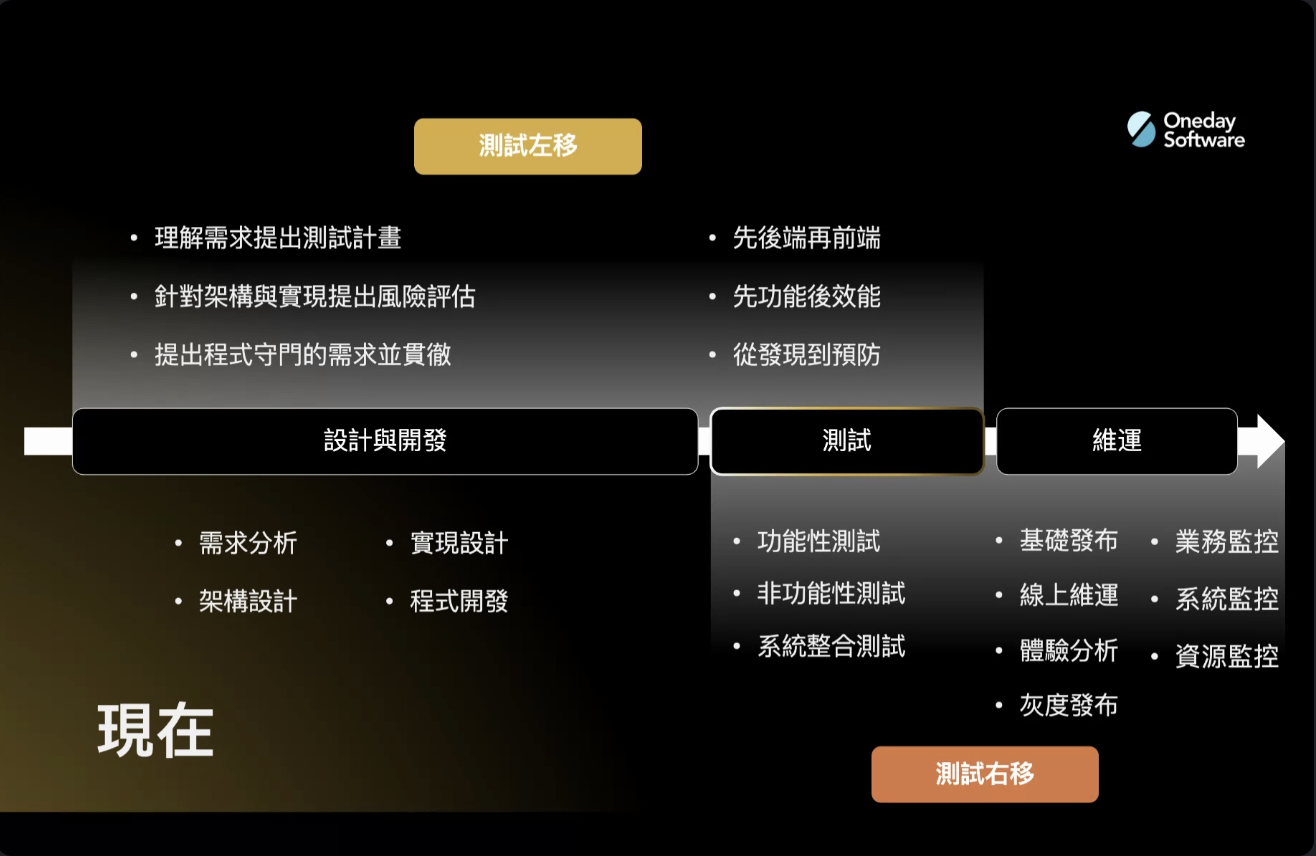 測試左移
Oneday
Software
理解需求提出測試計畫
針對架構與實現提出風險評估
提出程式守門的需求並貫徹
先後端再前端
先功能後效能
從發現到預防
設計與開發
測試
維運
需求分析
架構設計
實現設計
程式開發
功能性測試
非功能性測試
系統整合測試
基礎發布
線上維運
體驗分析
灰度發布
業務監控
系統監控
資源監控
現在
測試右移